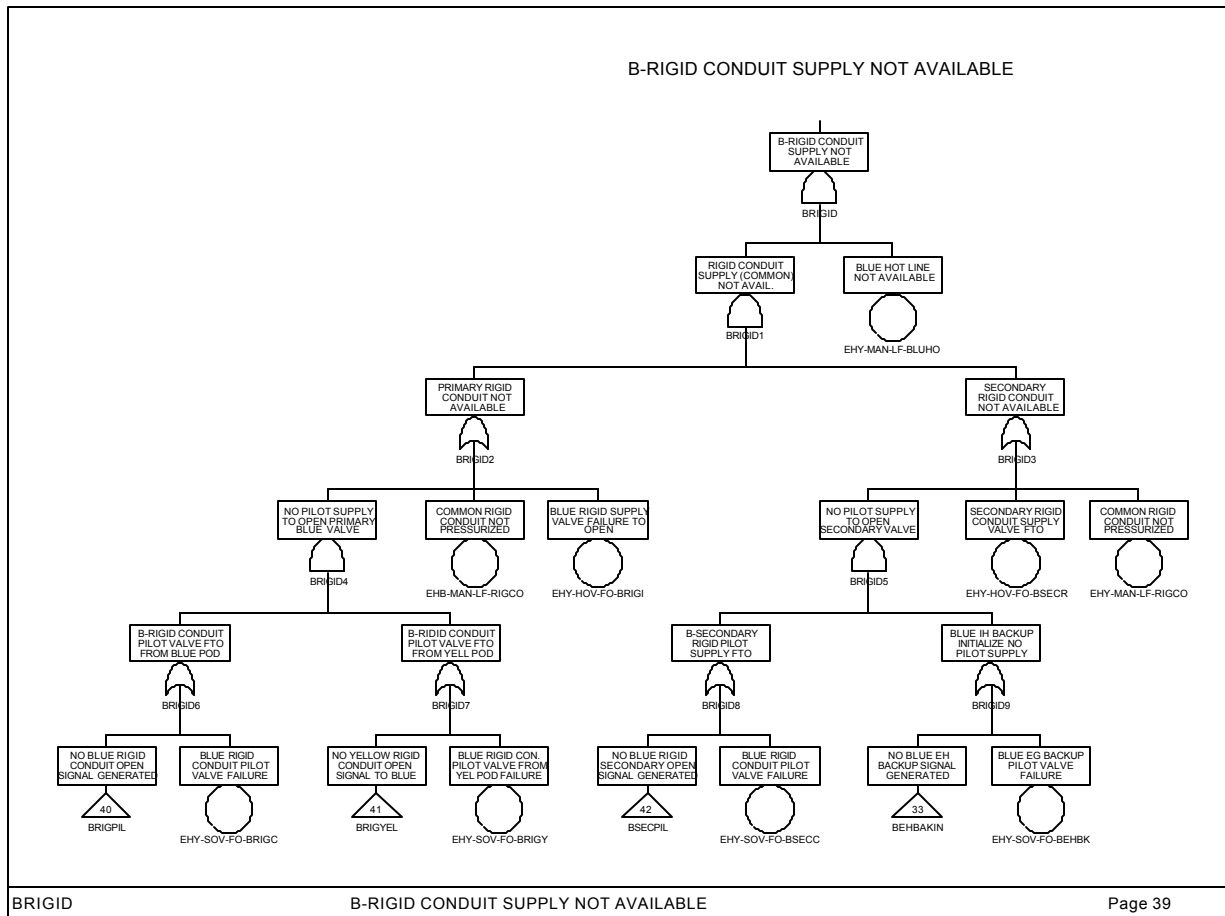 B-RIGID CONDUIT SUPPLY NOT AVAILABLE
B-RIGID CONDUIT
SUPPLY NOT
AVAILABLE
BRIGID
RIGID CONDUIT
SUPPLY (COMMON)
NOT AVAIL.
BRIGID1
BLUE HOT LINE
NOT AVAILABLE
EHY-MAN-LF-BLUHO
PRIMARY RIGID
CONDUIT NOT
AVAILABLE
BRIGID2
SECONDARY
RIGID CONDUIT
NOT AVAILABLE
BRIGID3
NO PILOT SUPPLY
TO OPEN PRIMARY
BLUE VALVE
BRIGID4
COMMON RIGID
CONDUIT NOT
PRESSURIZED
EHB-MAN-LF-RIGCO
BLUE RIGID SUPPLY
VALVE FAILURE TO
OPEN
EHY-HOV-FO-BRIGI
NO PILOT SUPPLY
TO OPEN
SECONDARY VALVE
BRIGID5
SECONDARY RIGID
CONDUIT SUPPLY
VALVE FTO
EHY-HOV-FO-BSECR
COMMON RIGID
CONDUIT NOT
PRESSURIZED
EHY-MAN-LF-RIGCO
B-RIGID CONDUIT
PILOT VALVE FTO
FROM BLUE POD
BRIGID6
B-RIDID CONDUIT
PILOT VALVE FTO
FROM YELL POD
BRIGID7
B-SECONDARY
RIGID PILOT
SUPPLY FTO
BRIGID8
BLUE IH BACKUP
INITIALIZE NO
PILOT SUPPLY
BRIGID9
NO BLUE RIGID
CONDUIT OPEN
SIGNAL GENERATED
40
BRIGPIL
BLUE RIGID
CONDUIT PILOT
VALVE FAILURE
EHY-SOV-FO-BRIGC
NO YELLOW RIGID
CONDUIT OPEN
SIGNAL TO BLUE
41
BRIGYEL
BLUE RIGID CON.
PILOT VALVE FROM
YEL POD FAILURE
EHY-SOV-FO-BRIGY
NO BLUE RIGID
SECONDARY OPEN
SIGNAL GENERATED
42
BSECPIL
BLUE RIGID
CONDUIT PILOT
VALVE FAILURE
EHY-SOV-FO-BSECC
NO BLUE EH
BACKUP SIGNAL
GENERATED
33
BEHBAKIN
BLUE EG BACKUP
PILOT VALVE
FAILURE
EHY-SOV-FO-BEHBK
BRIGID
B-RIGID CONDUIT SUPPLY NOT AVAILABLE
Page 39